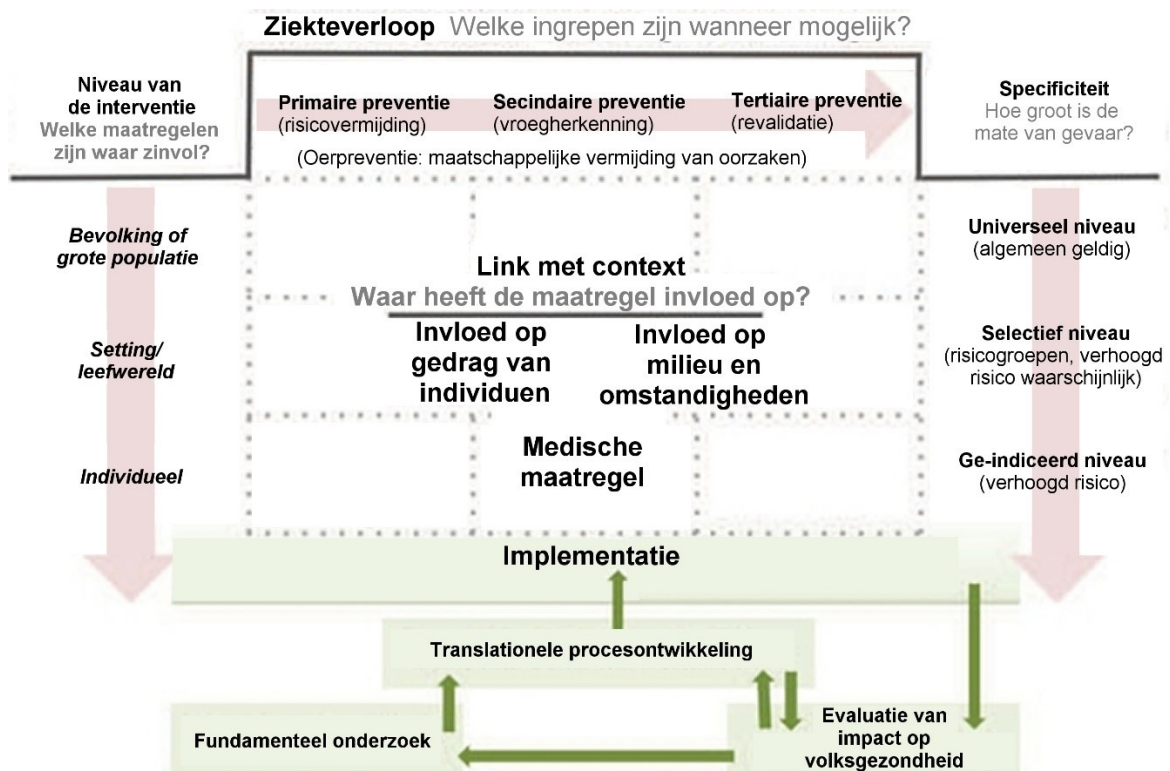 Ziekteverloop Welke ingrepen zijn wanneer mogelijk?
Niveau van
de interventie
Welke maatregelen
zijn waar zinvol?
Primaire preventie
(risicovermijding)
Secindaire preventie
(vroegherkenning)
Tertiaire preventie
(revalidatie)
(Oerpreventie: maatschappelijke vermijding van oorzaken)
Specificiteit
Hoe groot is de
mate van gevaar?
Bevolking of
grote populatie
Setting/
leefwereld
Individueel
Link met context
Waar heeft de maatregel invloed op?
Invloed op
gedrag van
individuen
Invloed op
milieu en
omstandigheden
Medische
maatregel
Universeel niveau
(algemeen geldig)
Selectief niveau
(risicogroepen, verhoogd
risico waarschijnlijk)
Ge-indiceerd niveau
(verhoogd risico)
Implementatie
Translationele procesontwikkeling
Fundamenteel onderzoek
Evaluatie van
impact op
volksgezondheid